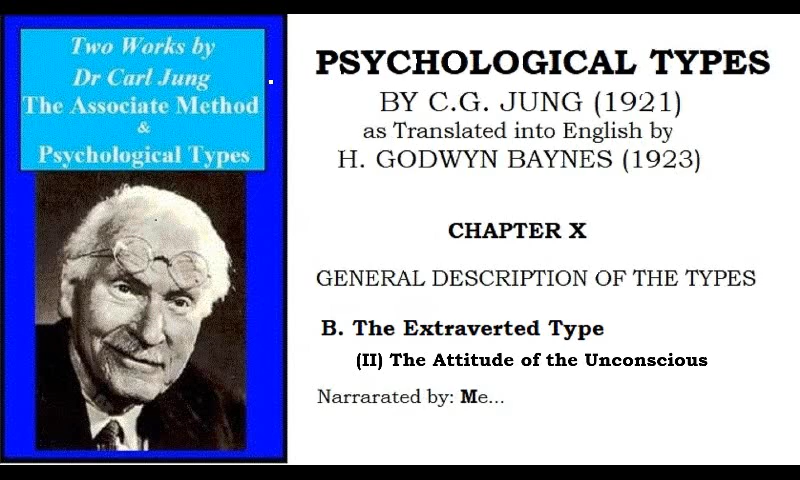 Two Works by
Dr Carl Jung
The Associate Method
&
Psychological Types
PSYCHOLOGICAL TYPES
BY C.G. JUNG (1921)
as Translated into English by
H. GODWYN BAYNES (1923)
CHAPTER X
GENERAL DESCRIPTION OF THE TYPES
B. The Extraverted Type
(II) The Attitude of the Unconscious
Narrarated by: Me...